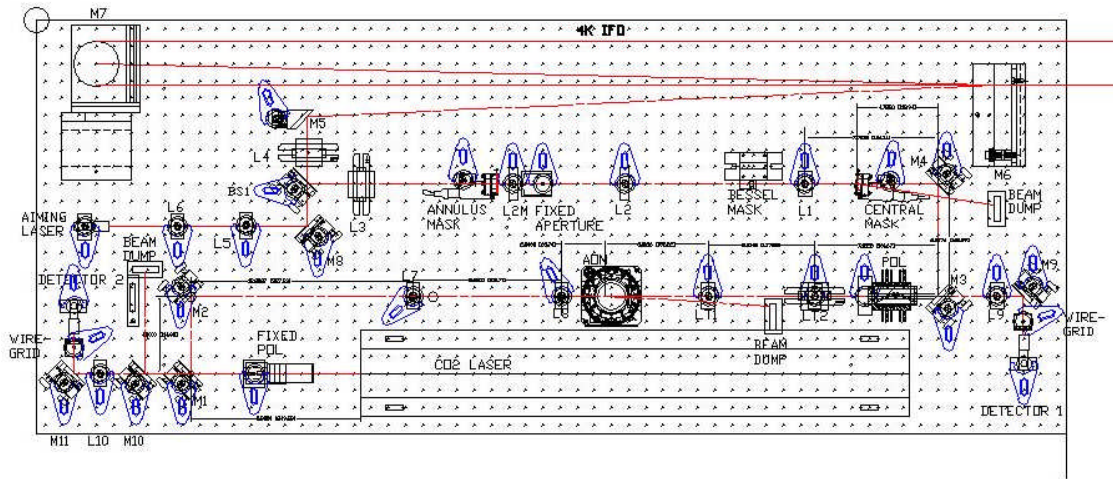 M7
4K IFO
M5
L4
M4
M6
BS1
L3
ANNULUS
MASK
L2M
FIXED
APERTURE
L2
BESSEL
MASK
L1
CENTRAL
MASK
BEAM
DUMP
AIMING
LASER
L6
L5
M8
BEAM
DUMP
DETECTOR 2
M2
L7
L8
AOM
L11
L12
POL
M3
L9
M9
WIRE-
GRID
WIRE-
GRID
FIXED
POL
CO2 LASER
BEAM
DUMP
M1
DETECTOR 1
M11
L10
M10